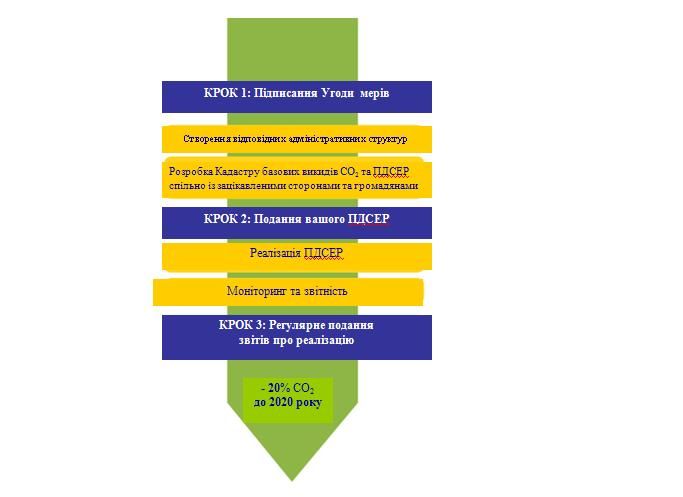 КРОК 1: Підписання Угоди мерів
Створення відповідних адміністративних структур
Розробка Кадастру базових викидів CO₂ та ПДСЕР
спільно із зацікавленими сторонами та громадянами
КРОК 2: Подання вашого ПДСЕР
Реалізація ПДСЕР
Моніторинг та звітність
КРОК 3: Регулярне подання
звітів про реалізацію
- 20% CO₂
до 2020 року